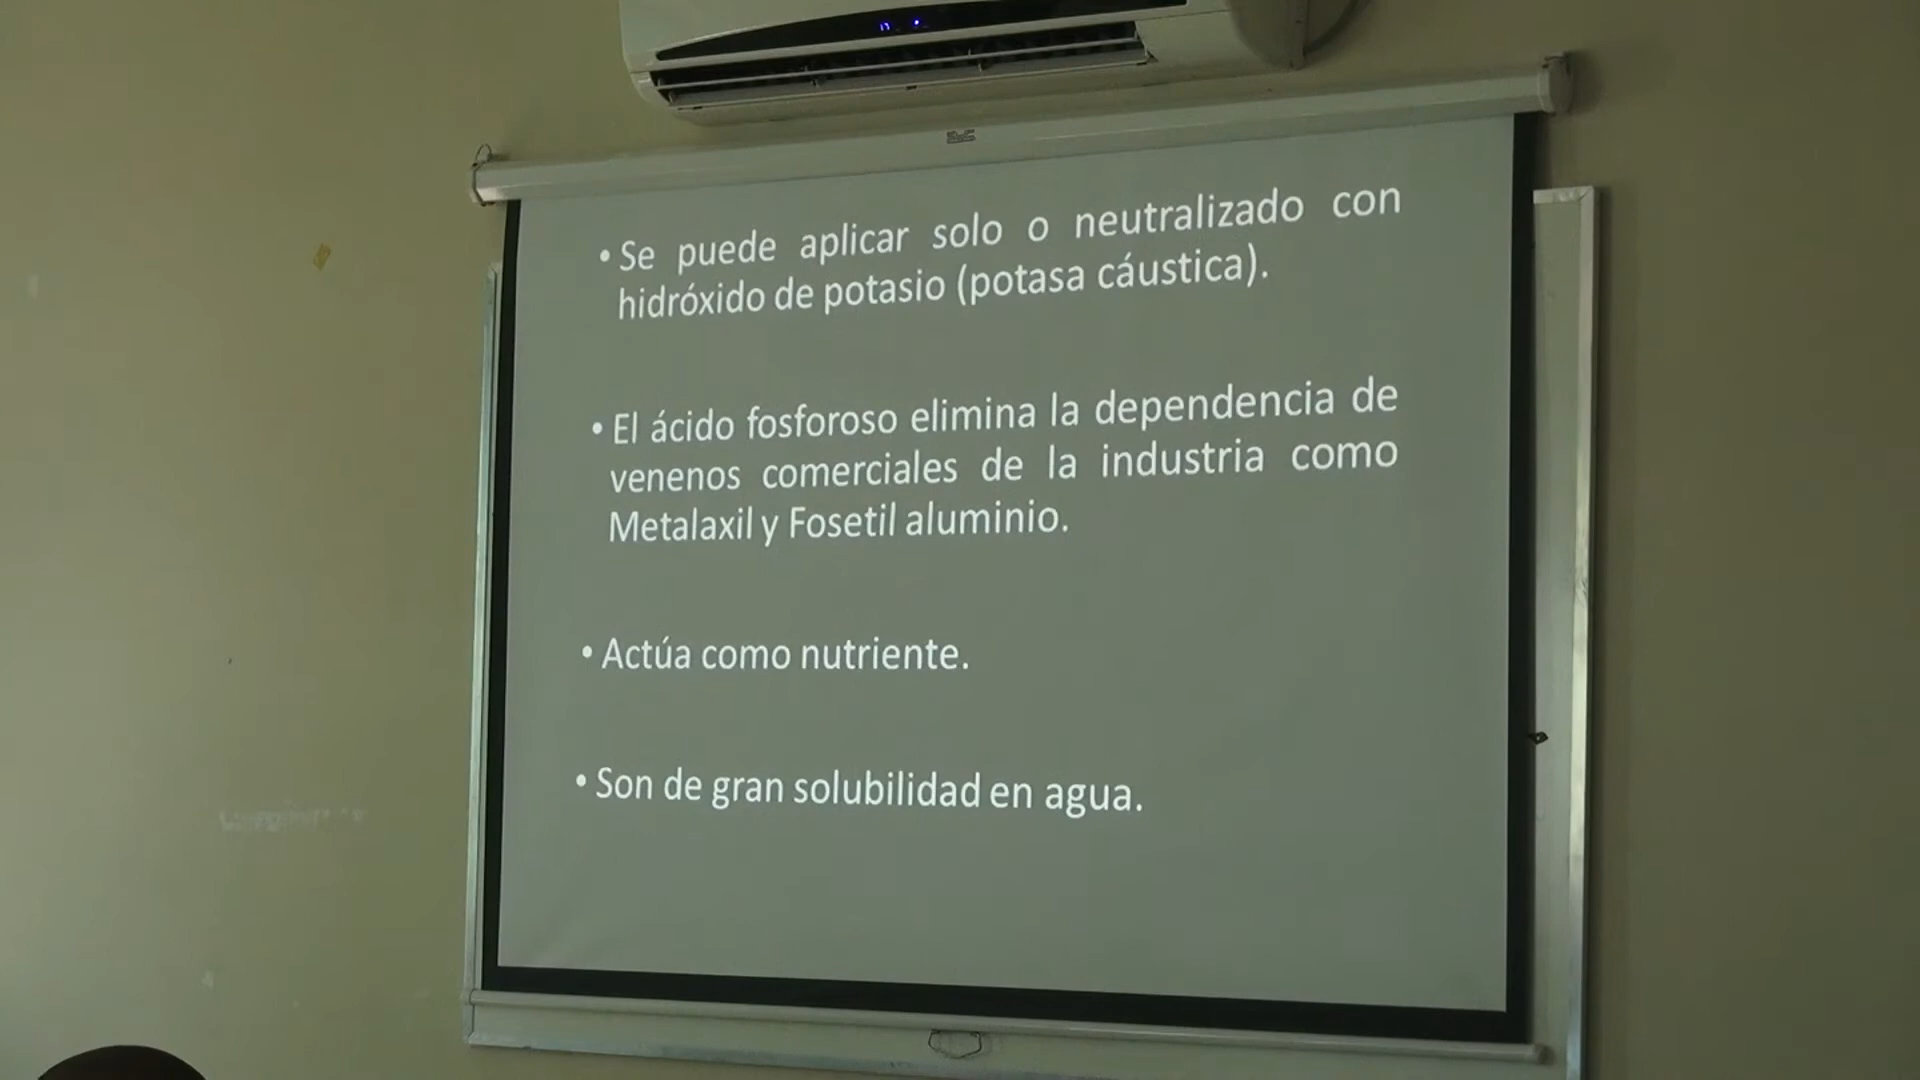 • Se puede aplicar solo o neutralizado con
hidróxido de potasio (potasa cáustica).
• El ácido fosforoso elimina la dependencia de
venenos comerciales de la industria como
Metalaxil y Fosetil aluminio.
• Actúa como nutriente.
• Son de gran solubilidad en agua.